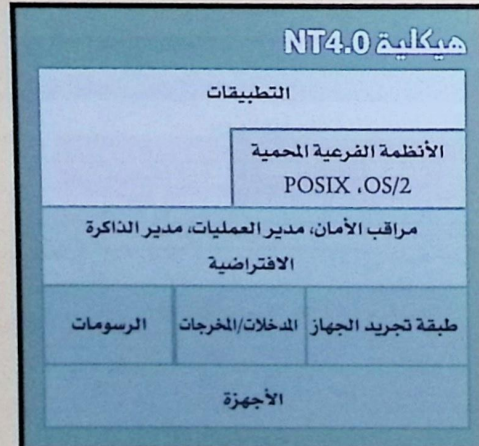 هيكلية NT4.0
التطبيقات
الأنظمة الفرعية المحمية
POSIX ،OS/2
مراقب الأمان، مدير العمليات، مدير الذاكرة
الافتراضية
طبقة تجريد الجهاز
المدخلات/المخرجات
الرسومات
الأجهزة